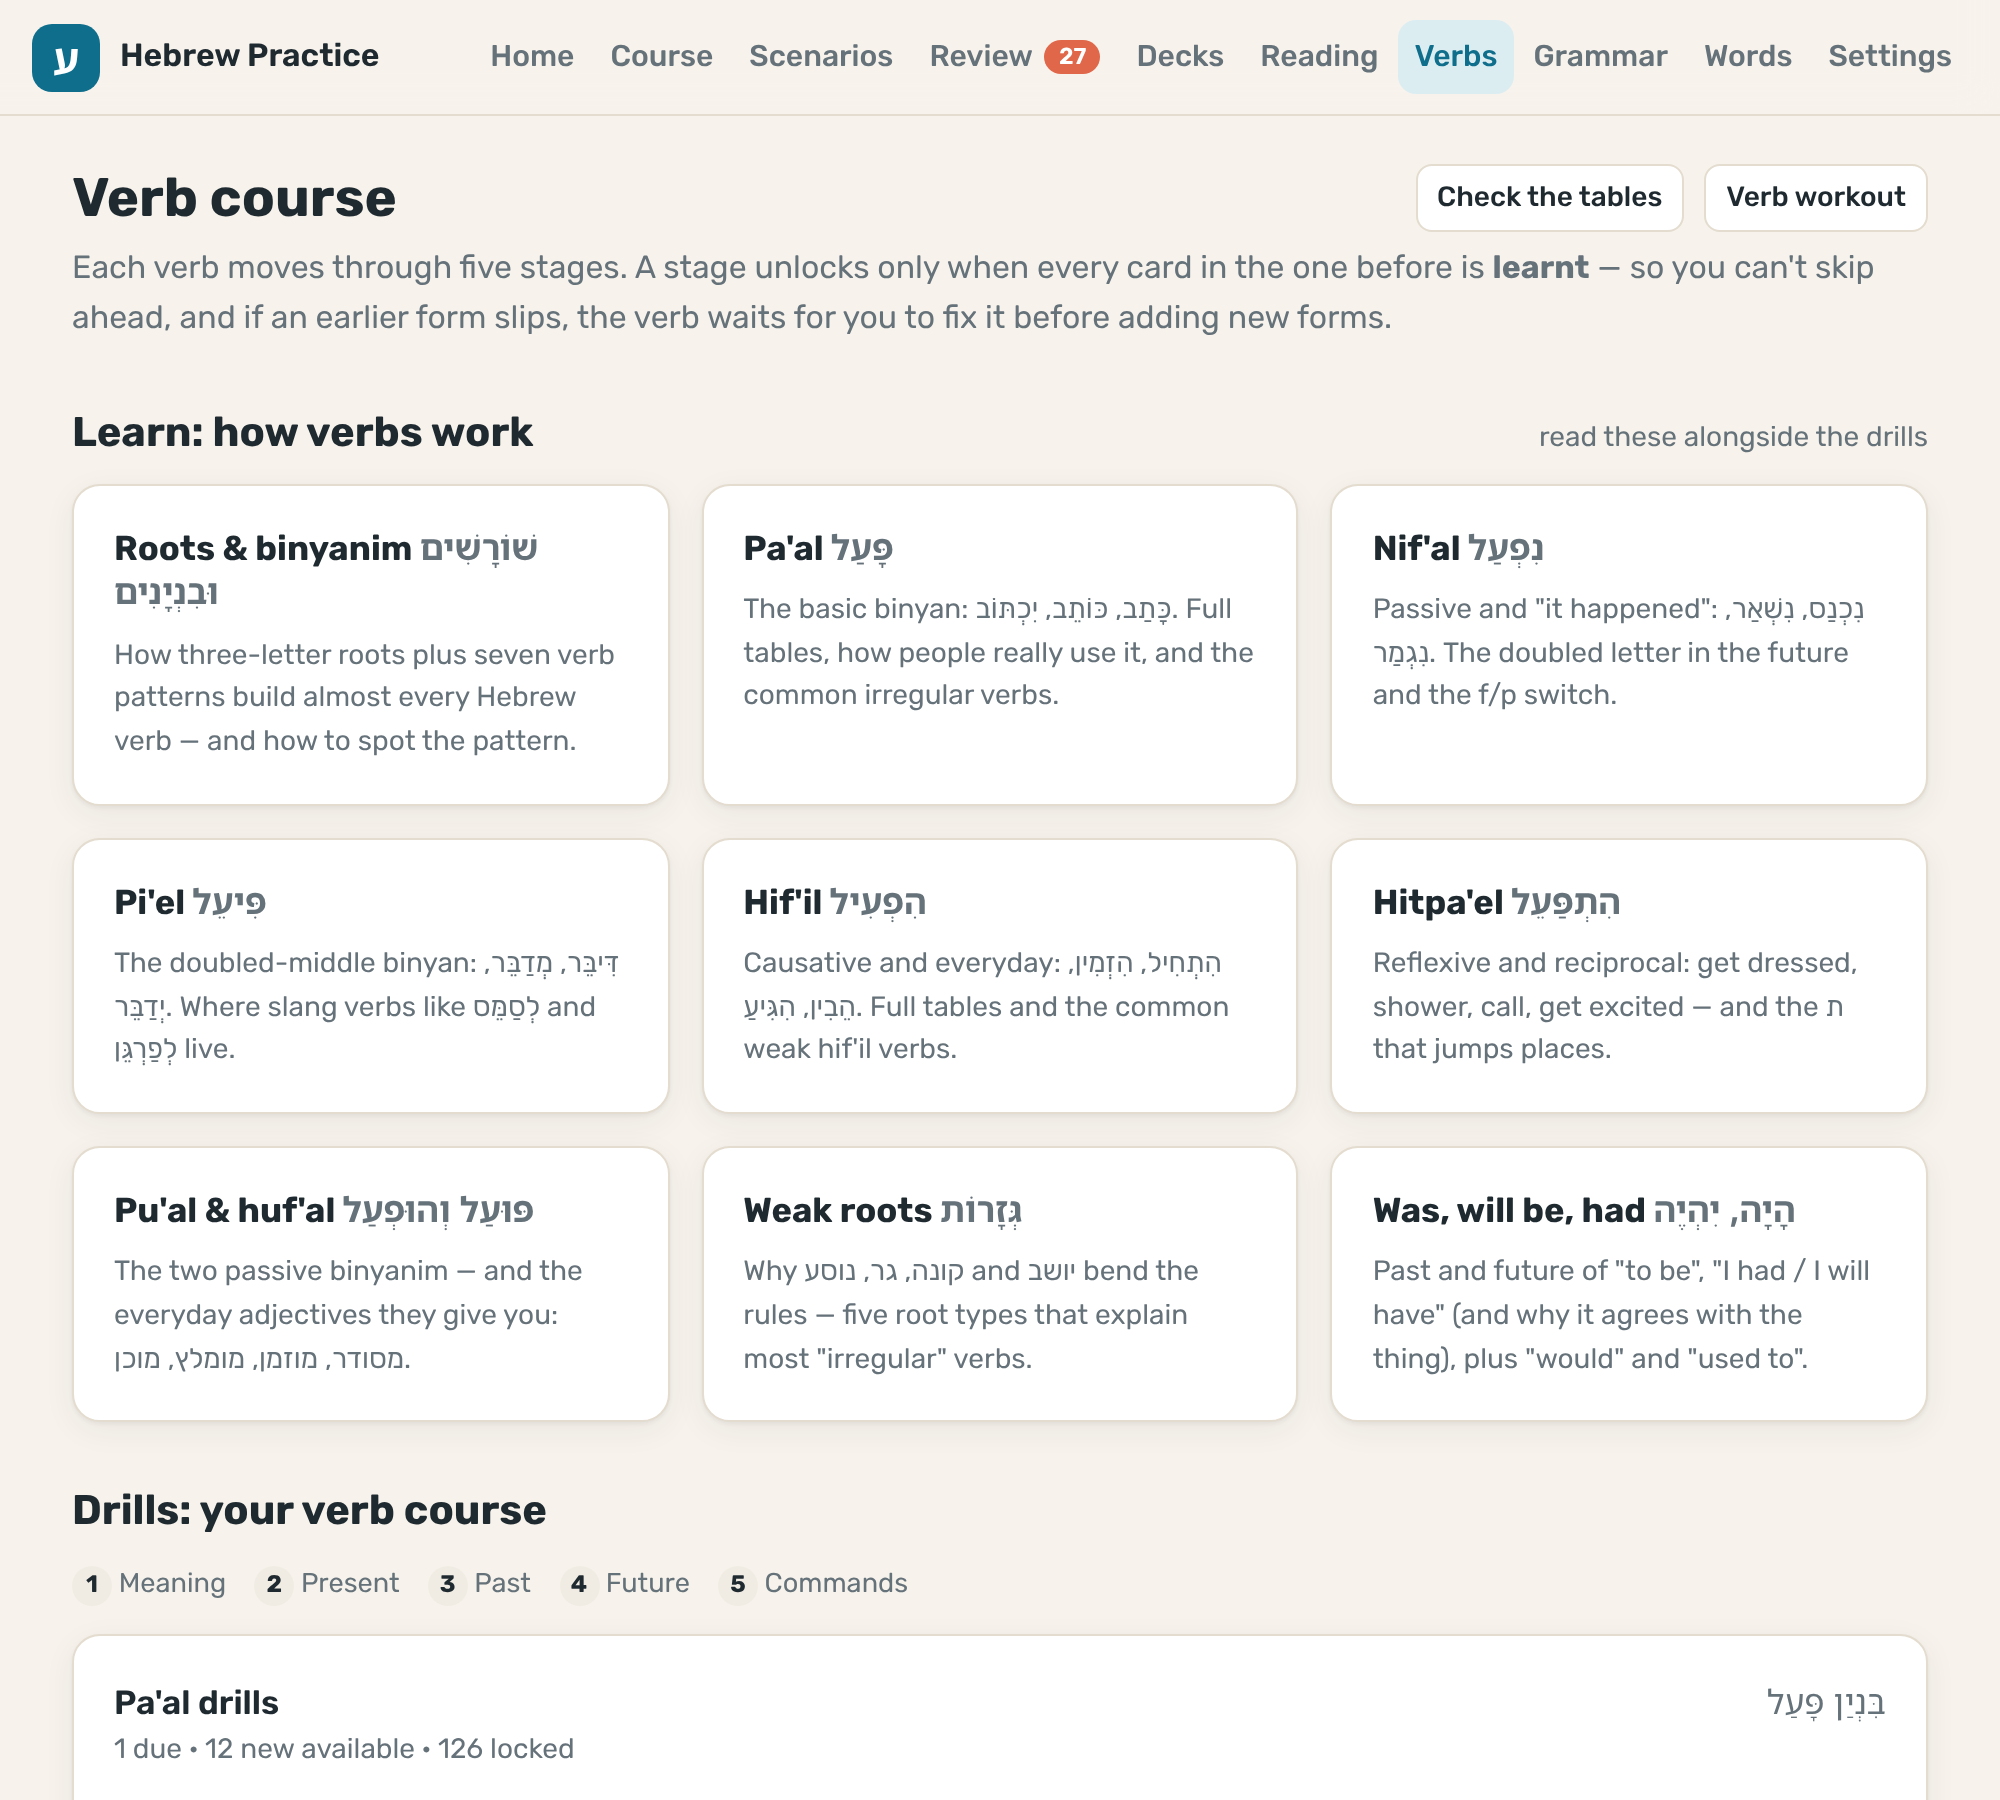 ע Hebrew Practice Home Course Scenarios Review 27 Decks Reading Verbs Grammar Words Settings
Verb course
Check the tables
Verb workout
Each verb moves through five stages. A stage unlocks only when every card in the one before is learnt — so you can't skip
ahead, and if an earlier form slips, the verb waits for you to fix it before adding new forms.
Learn: how verbs work
read these alongside the drills
Roots & binyanim שׁוֹרָשִׁים
וּבִנְיָנִים
How three-letter roots plus seven verb
patterns build almost every Hebrew
verb — and how to spot the pattern.
Pa'al פָּעַל
The basic binyan: כָּתַב, כּוֹתֵב, יִכְתּוֹב. Full
tables, how people really use it, and the
common irregular verbs.
Nif'al נִפְעַל
Passive and "it happened": נִכְנַס, נִשְׁאַר,
נִגְמַר. The doubled letter in the future
and the f/p switch.
Pi'el פִּיעֵל
The doubled-middle binyan: דִּיבֵּר, מְדַבֵּר,
יְדַבֵּר. Where slang verbs like לְסַמֵּס and
לְפַרְגֵּן live.
Hif'il הִפְעִיל
Causative and everyday: הִתְחִיל, הִזְמִין,
הֵבִין, הִגִּיעַ. Full tables and the common
weak hif'il verbs.
Hitpa'el הִתְפַּעֵל
Reflexive and reciprocal: get dressed,
shower, call, get excited — and the ת
that jumps places.
Pu'al & huf'al פּוּעַל וְהוּפְעַל
The two passive binyanim — and the
everyday adjectives they give you:
מסודר, מוזמן, מומלץ, מוכן.
Weak roots גְּזָרוֹת
Why קונה, גר, נוסע and יושב bend the
rules — five root types that explain
most "irregular" verbs.
Was, will be, had הָיָה, יִהְיֶה
Past and future of "to be", "I had / I will
have" (and why it agrees with the
thing), plus "would" and "used to".
Drills: your verb course
1 Meaning 2 Present 3 Past 4 Future 5 Commands
Pa'al drills
בִּנְיַן פָּעַל
1 due • 12 new available • 126 locked